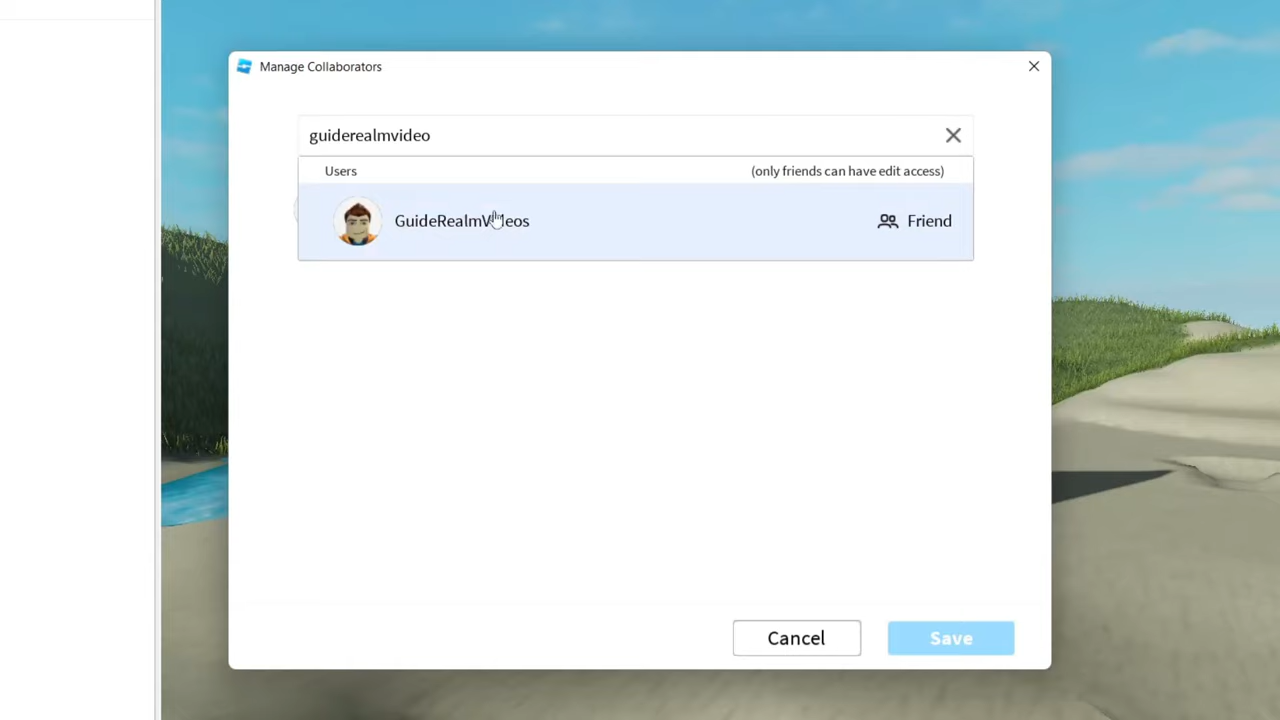 Manage Collaborators
guiderealmvideo
Users (only friends can have edit access)
GuideRealmVideos Friend
Cancel Save